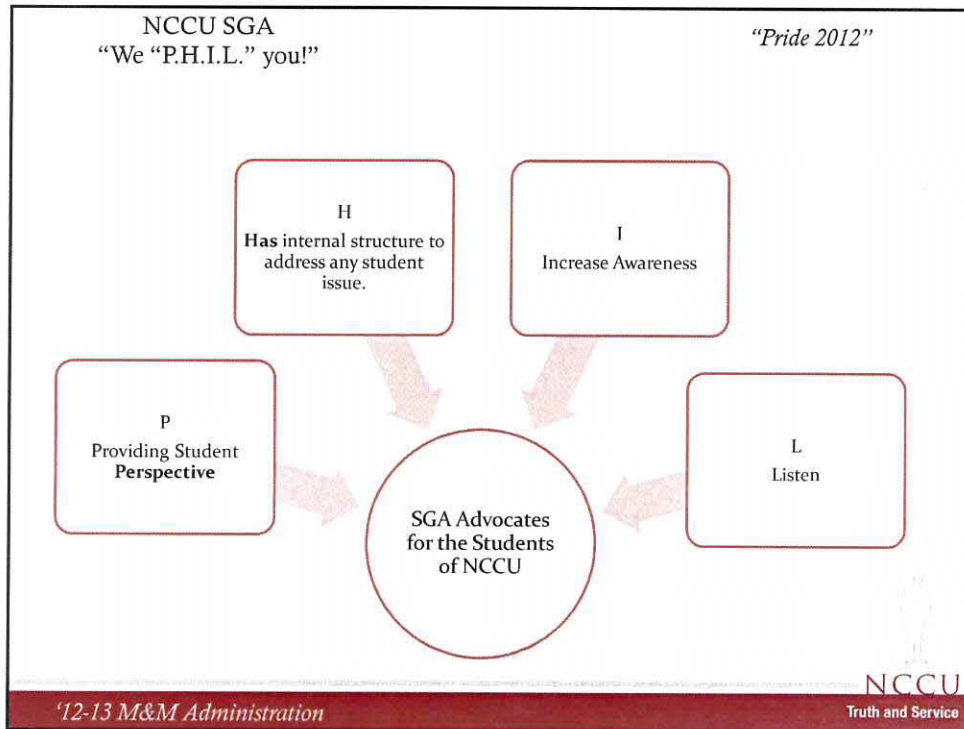 NCCU SGA
“We “P.H.I.L.” you!”
“Pride 2012”
H
Has internal structure to
address any student
issue.
I
Increase Awareness
P
Providing Student
Perspective
L
Listen
SGA Advocates
for the Students
of NCCU
‘12-13 M&M Administration
NCCU
Truth and Service